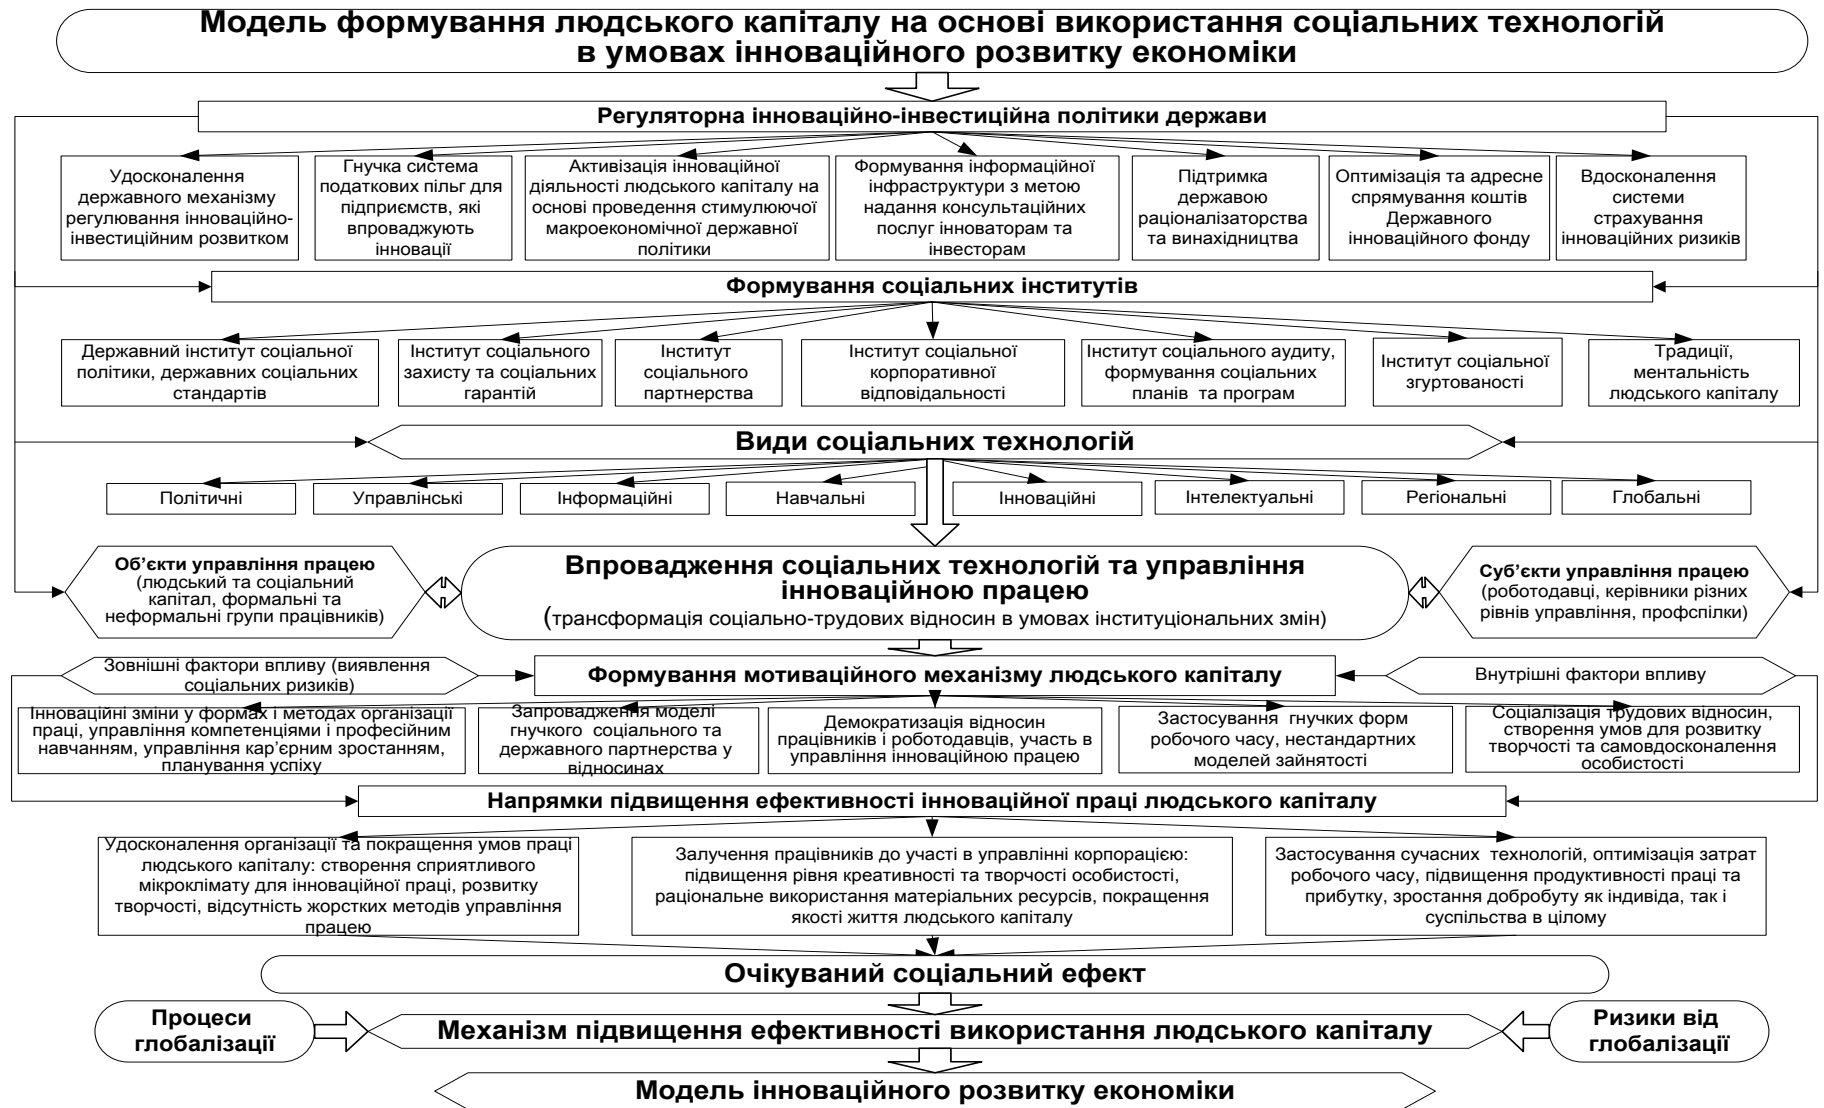 Модель формування людського капіталу на основі використання соціальних технологій
в умовах інноваційного розвитку економіки
Регуляторна інноваційно-інвестиційна політики держави
Удосконалення
державного механізму
регулювання інноваційно-
інвестиційним розвитком
Гнучка система
податкових пільг для
підприємств, які
впроваджують
інновації
Активізація інноваційної
діяльності людського капіталу на
основі проведення стимулюючої
макроекономічної державної
політики
Формування інформаційної
інфраструктури з метою
надання консультаційних
послуг інноваторам та
інвесторам
Підтримка
державою
раціоналізаторства
та винахідництва
Оптимізація та адресне
спрямування коштів
Державного
інноваційного фонду
Вдосконалення
системи
страхування
інноваційних ризиків
Формування соціальних інститутів
Державний інститут соціальної
політики, державних соціальних
стандартів
Інститут соціального
захисту та соціальних
гарантій
Інститут
соціального
партнерства
Інститут соціальної
корпоративної
відповідальності
Інститут соціального аудиту,
формування соціальних
планів та програм
Інститут соціальної
згуртованості
Традиції,
ментальність
людського капіталу
Види соціальних технологій
Політичні
Управлінські
Інформаційні
Навчальні
Інноваційні
Інтелектуальні
Регіональні
Глобальні
Об’єкти управління працею
(людський та соціальний
капітал, формальні та
неформальні групи працівників)
Впровадження соціальних технологій та управління
інноваційною працею
(трансформація соціально-трудових відносин в умовах інституціональних змін)
Суб’єкти управління працею
(роботодавці, керівники різних
рівнів управління, профспілки)
Зовнішні фактори впливу (виявлення
соціальних ризиків)
Формування мотиваційного механізму людського капіталу
Внутрішні фактори впливу
Інноваційні зміни у формах і методах організації
праці, управління компетенціями і професійним
навчанням, управління кар’єрним зростанням,
планування успіху
Запровадження моделі
гнучкого соціального та
державного партнерства у
відносинах
Демократизація відносин
працівників і роботодавців, участь в
управління інноваційною працею
Застосування гнучких форм
робочого часу, нестандартних
моделей зайнятості
Соціалізація трудових відносин,
створення умов для розвитку
творчості та самовдосконалення
особистості
Напрямки підвищення ефективності інноваційної праці людського капіталу
Удосконалення організації та покращення умов праці
людського капіталу: створення сприятливого
мікроклімату для інноваційної праці, розвитку
творчості, відсутність жорстких методів управління
працею
Залучення працівників до участі в управлінні корпорацією:
підвищення рівня креативності та творчості особистості,
раціональне використання матеріальних ресурсів, покращення
якості життя людського капіталу
Застосування сучасних технологій, оптимізація затрат
робочого часу, підвищення продуктивності праці та
прибутку, зростання добробуту як індивіда, так і
суспільства в цілому
Очікуваний соціальний ефект
Процеси
глобалізації
Механізм підвищення ефективності використання людського капіталу
Ризики від
глобалізації
Модель інноваційного розвитку економіки